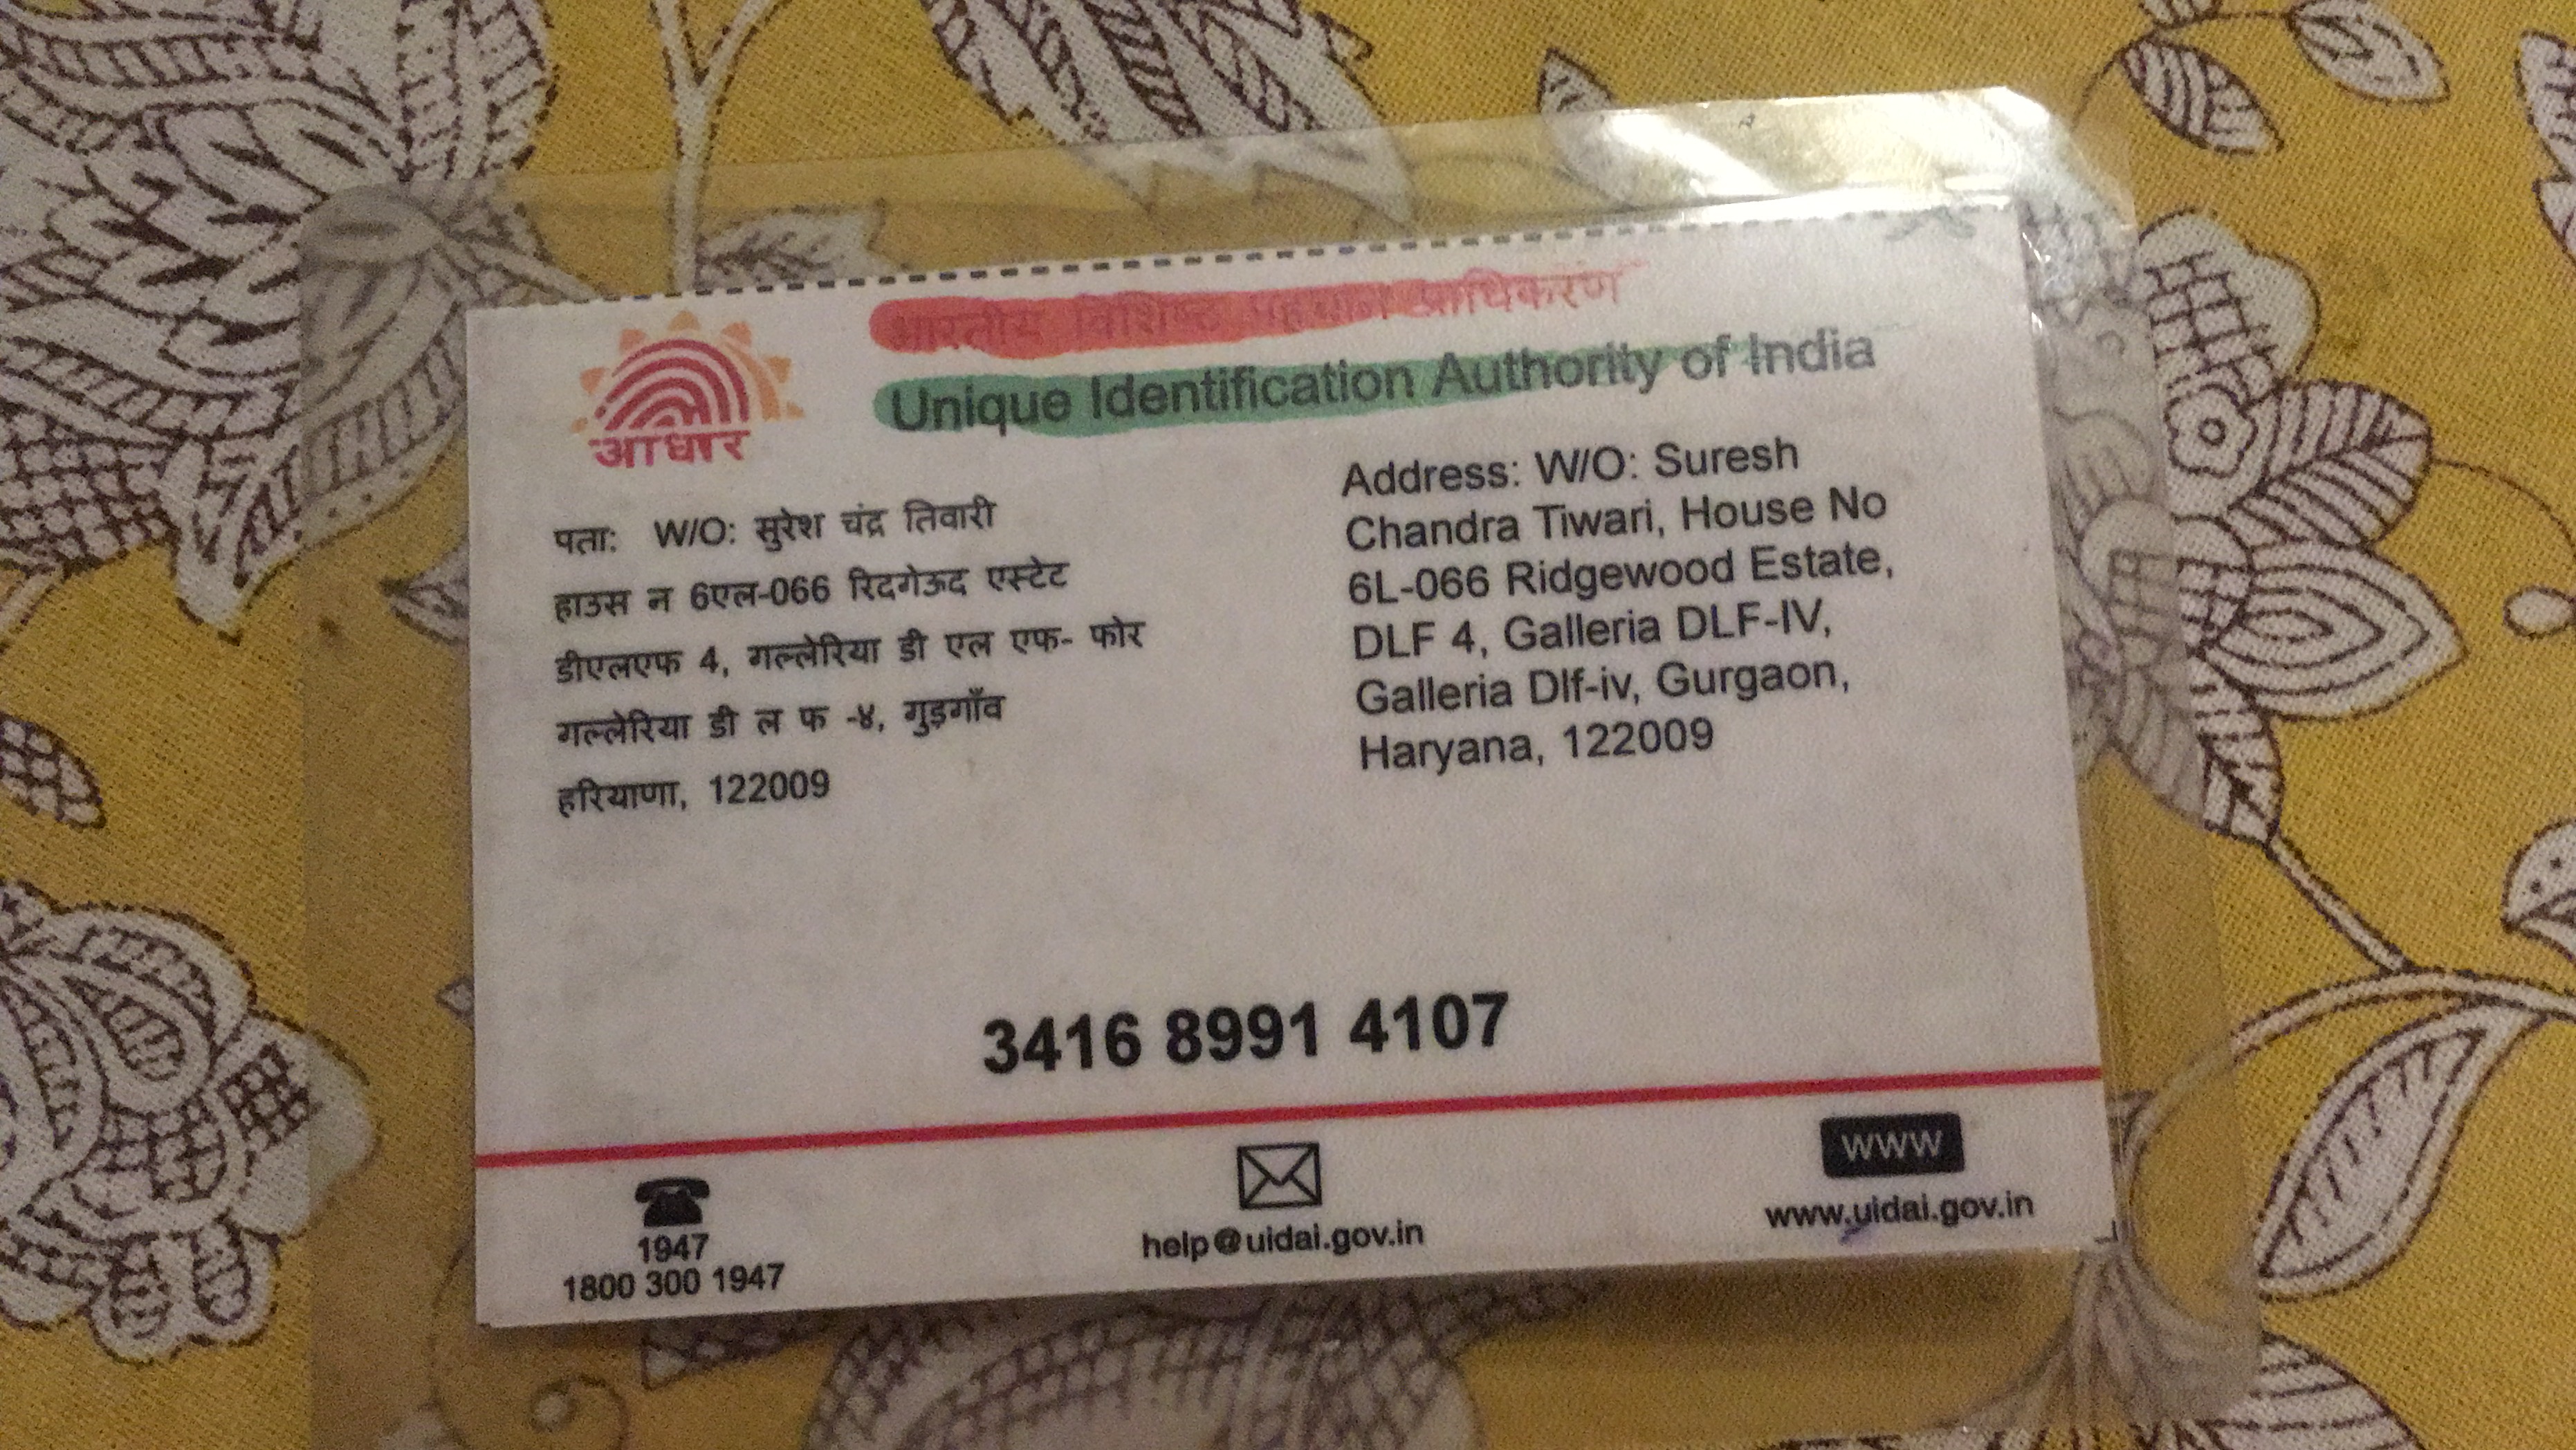 भारतीय विशिष्ट पहचान प्राधिकरण
Unique Identification Authority of India
आधार
पता: W/O: सुरेश चंद्र तिवारी
हाउस न 6एल-066 रिदगेऊद एस्टेट
डीएलएफ 4, गल्लेरिया डी एल एफ- फोर
गल्लेरिया डी ल फ -४, गुड़गाँव
हरियाणा, 122009
Address: W/O: Suresh
Chandra Tiwari, House No
6L-066 Ridgewood Estate,
DLF 4, Galleria DLF-IV,
Galleria Dlf-iv, Gurgaon,
Haryana, 122009
3416 8991 4107
1947
1800 300 1947
help@uidai.gov.in
www
www.uidai.gov.in